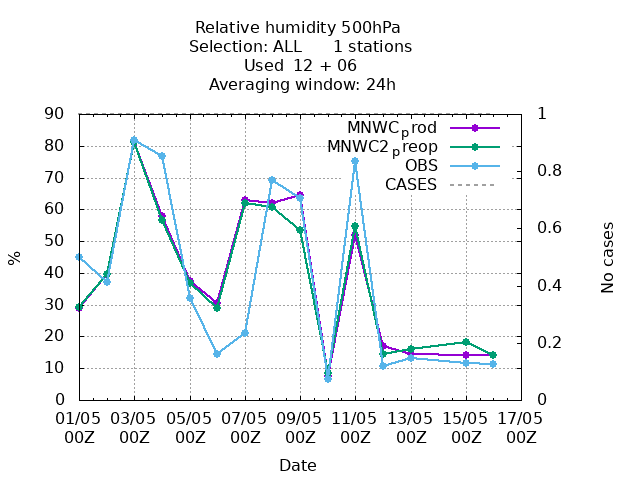 Relative humidity 500hPa
Selection: ALL 1 stations
Used 12 + 06
Averaging window: 24h
90 1
MNWCprod
80 MNWC2preop
OBS
70 CASES 0.8
60 0.6
50
% No cases
40 0.4
30
20 0.2
10
0 0
01/05 03/05 05/05 07/05 09/05 11/05 13/05 15/05 17/05
00Z 00Z 00Z 00Z 00Z 00Z 00Z 00Z 00Z
Date